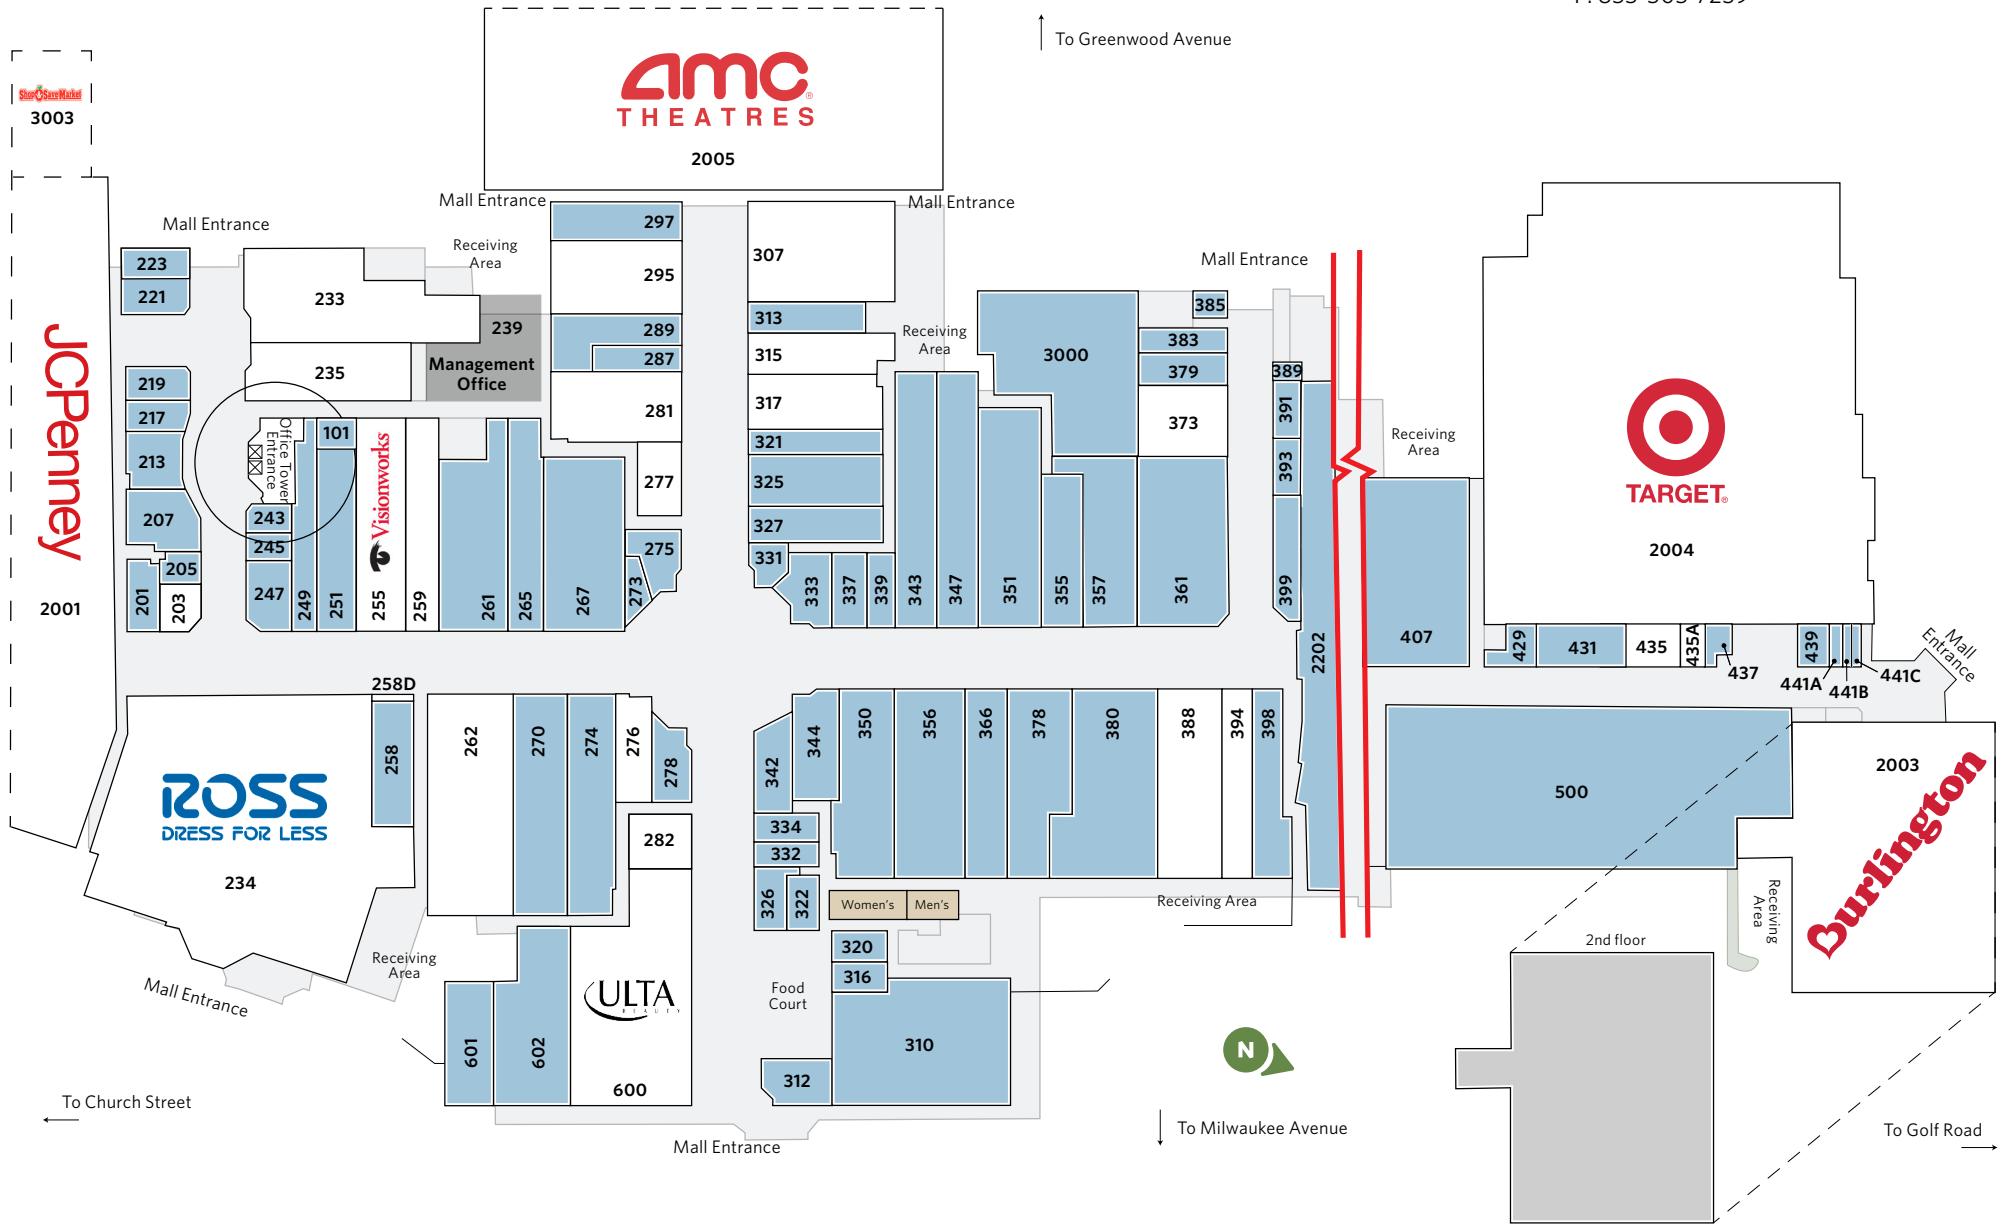 To Greenwood Avenue
Shop & Save Market
3003
AMC
THEATRES
2005
Mall Entrance
Mall Entrance
Mall Entrance
Mall Entrance
Receiving
Area
223
221
219
217
213
207
205
201
203
JCPenney
2001
233
235
239
Management
Office
Office Tower
Entrance
101
243
245
247
249
251
Visionworks
255
259
261
265
267
273
275
277
281
287
289
295
297
307
313
315
317
321
325
327
331
333
337
339
343
347
351
355
357
361
Receiving
Area
3000
385
383
379
373
389
391
393
399
2202
Receiving
Area
407
TARGET
2004
429
431
435
435A
437
439
441A
441B
441C
Mall
Entrance
258D
258
ROSS
DRESS FOR LESS
234
262
270
274
276
278
282
Receiving
Area
Mall Entrance
601
602
ULTA
BEAUTY
600
342
344
350
356
366
378
380
388
394
398
334
332
326
322
Women's
Men's
Receiving Area
320
316
310
312
Food
Court
500
2003
Burlington
Receiving
Area
2nd floor
N
To Church Street
To Milwaukee Avenue
Mall Entrance
To Golf Road